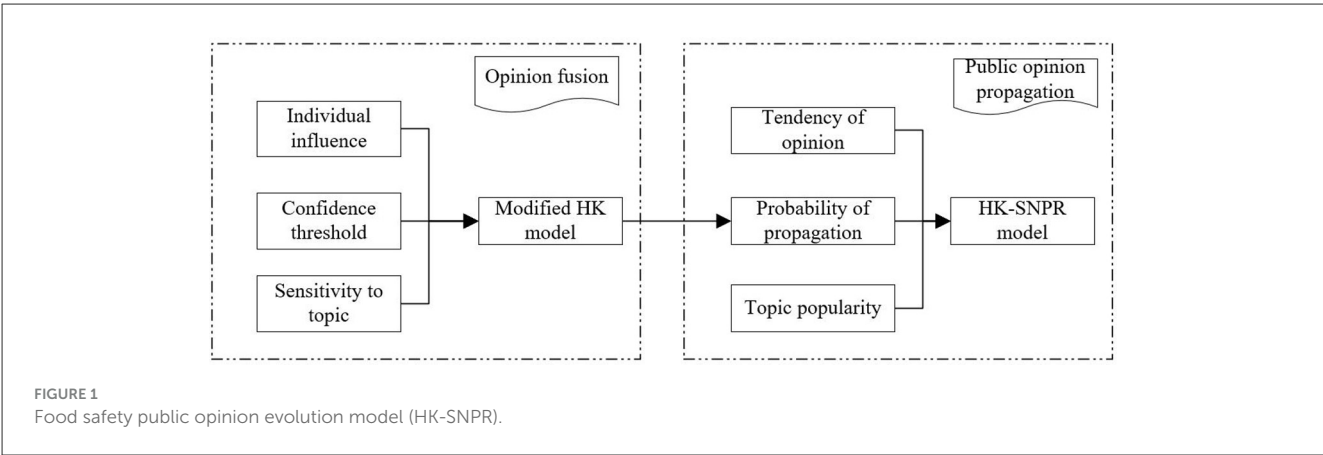 Opinion fusion
Individual
influence
Confidence
threshold
Sensitivity to
topic
Modified HK
model
Public opinion
propagation
Tendency of
opinion
Probability of
propagation
Topic popularity
HK-SNPR
model
FIGURE 1
Food safety public opinion evolution model (HK-SNPR).